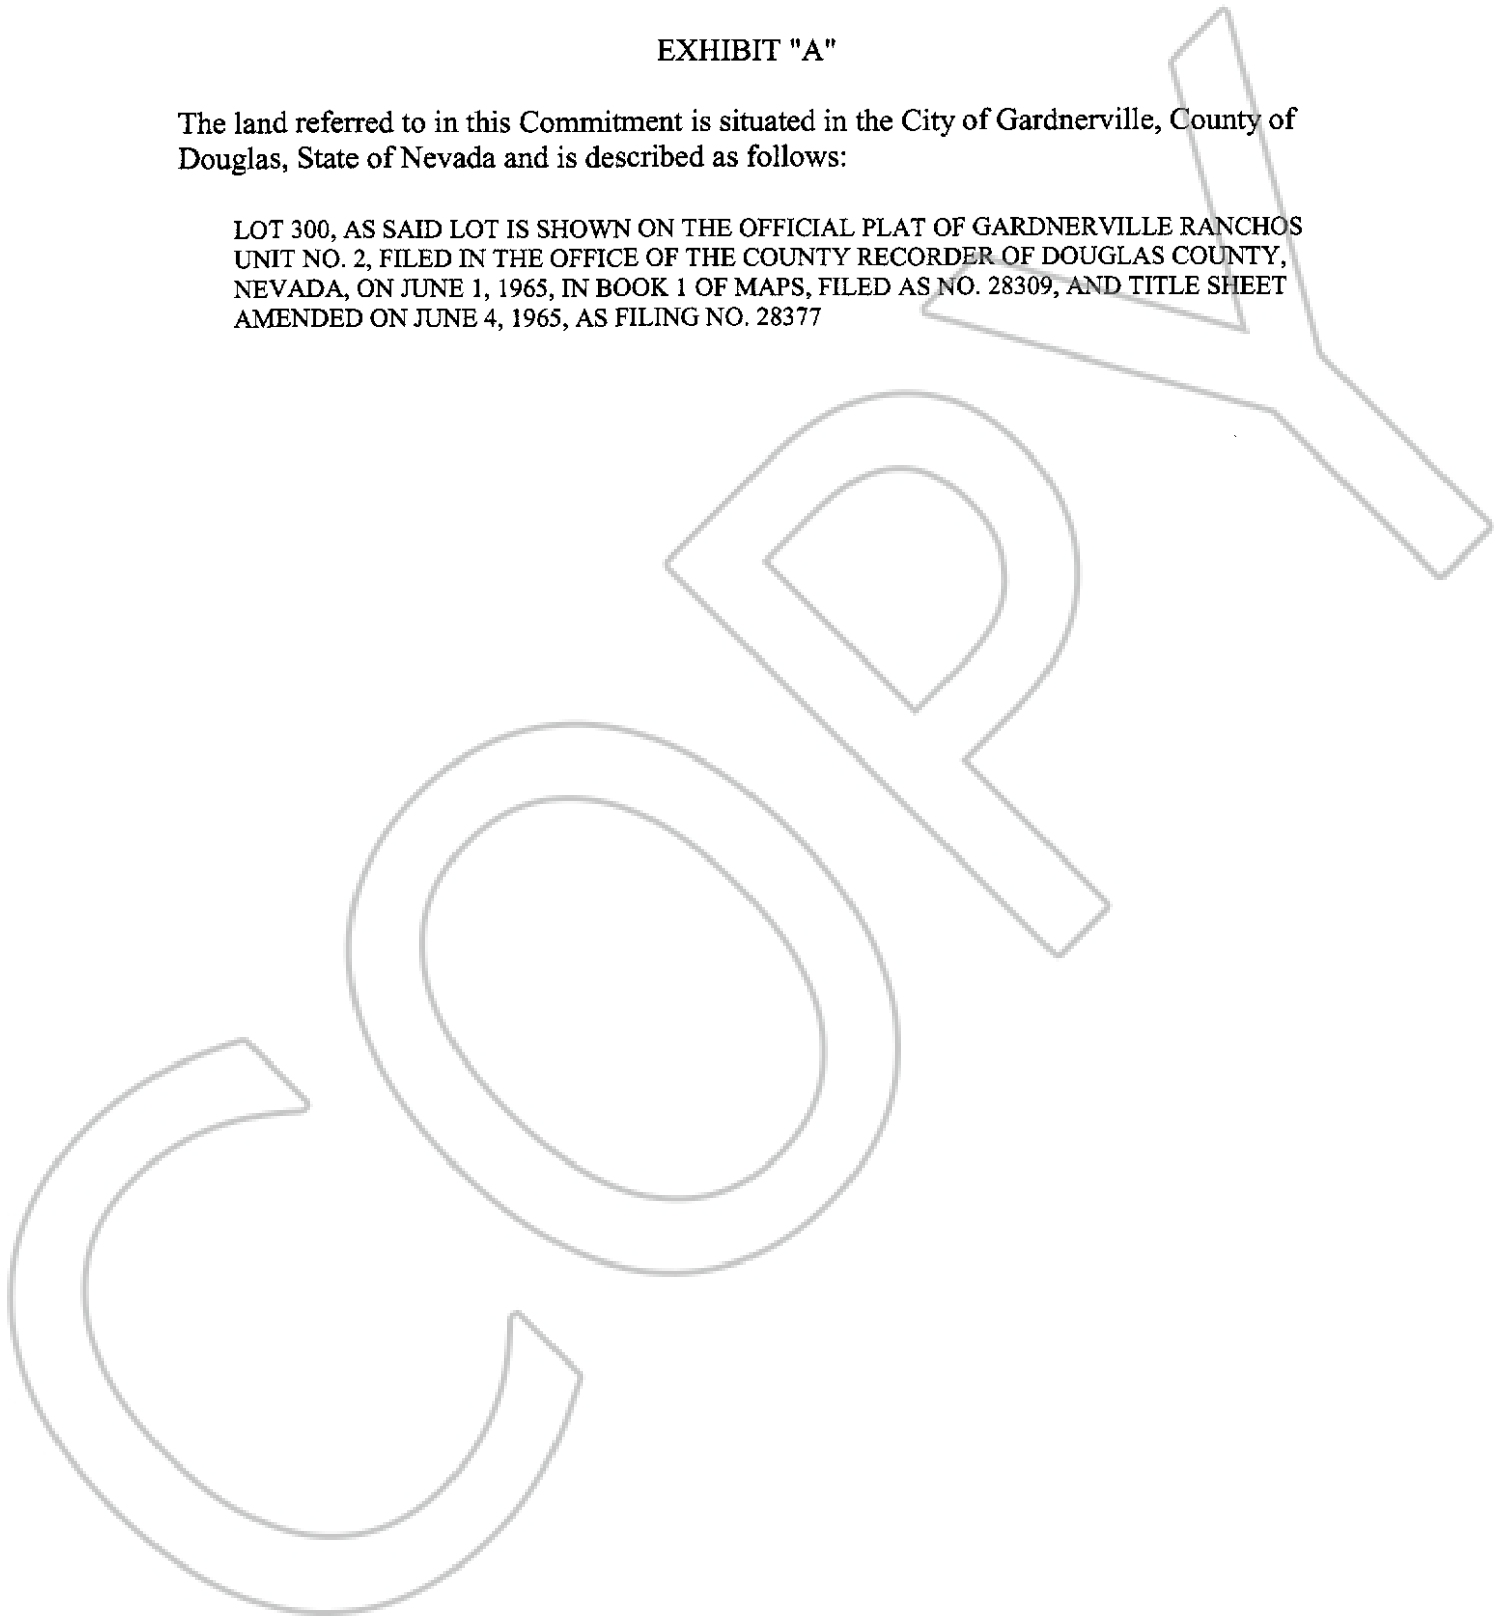 EXHIBIT "A"
The land referred to in this Commitment is situated in the City of Gardnerville, County of
Douglas, State of Nevada and is described as follows:
LOT 300, AS SAID LOT IS SHOWN ON THE OFFICIAL PLAT OF GARDNERVILLE RANCHOS
UNIT NO. 2, FILED IN THE OFFICE OF THE COUNTY RECORDER OF DOUGLAS COUNTY,
NEVADA, ON JUNE 1, 1965, IN BOOK 1 OF MAPS, FILED AS NO. 28309, AND TITLE SHEET
AMENDED ON JUNE 4, 1965, AS FILING NO. 28377
COPY